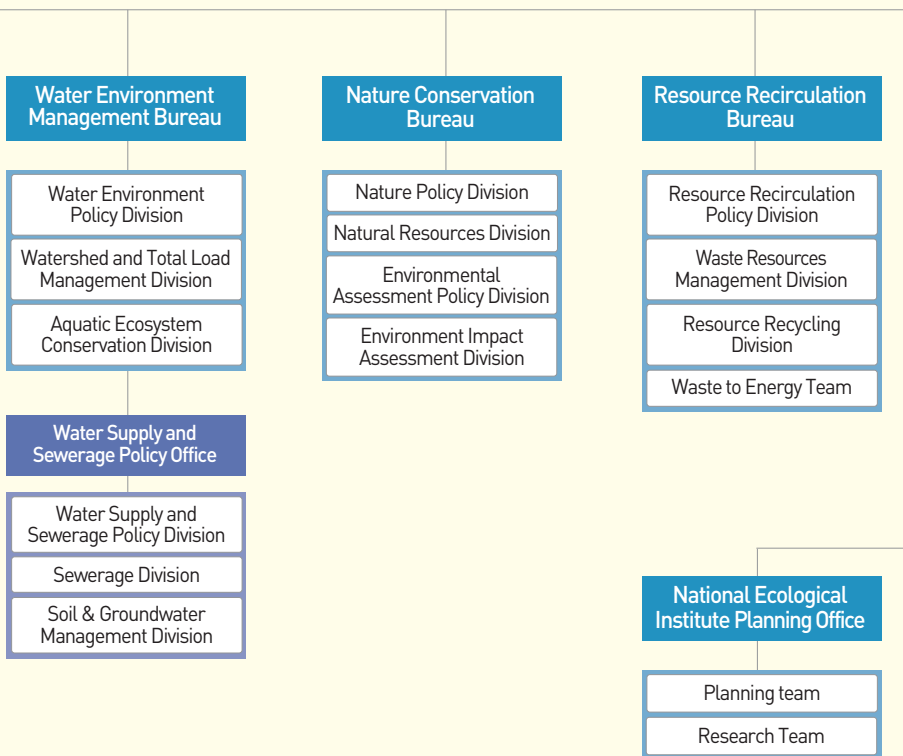 Water Environment
Management Bureau
Water Environment
Policy Division
Watershed and Total Load
Management Division
Aquatic Ecosystem
Conservation Division
Water Supply and
Sewerage Policy Office
Water Supply and
Sewerage Policy Division
Sewerage Division
Soil & Groundwater
Management Division
Nature Conservation
Bureau
Nature Policy Division
Natural Resources Division
Environmental
Assessment Policy Division
Environment Impact
Assessment Division
Resource Recirculation
Bureau
Resource Recirculation
Policy Division
Waste Resources
Management Division
Resource Recycling
Division
Waste to Energy Team
National Ecological
Institute Planning Office
Planning team
Research Team